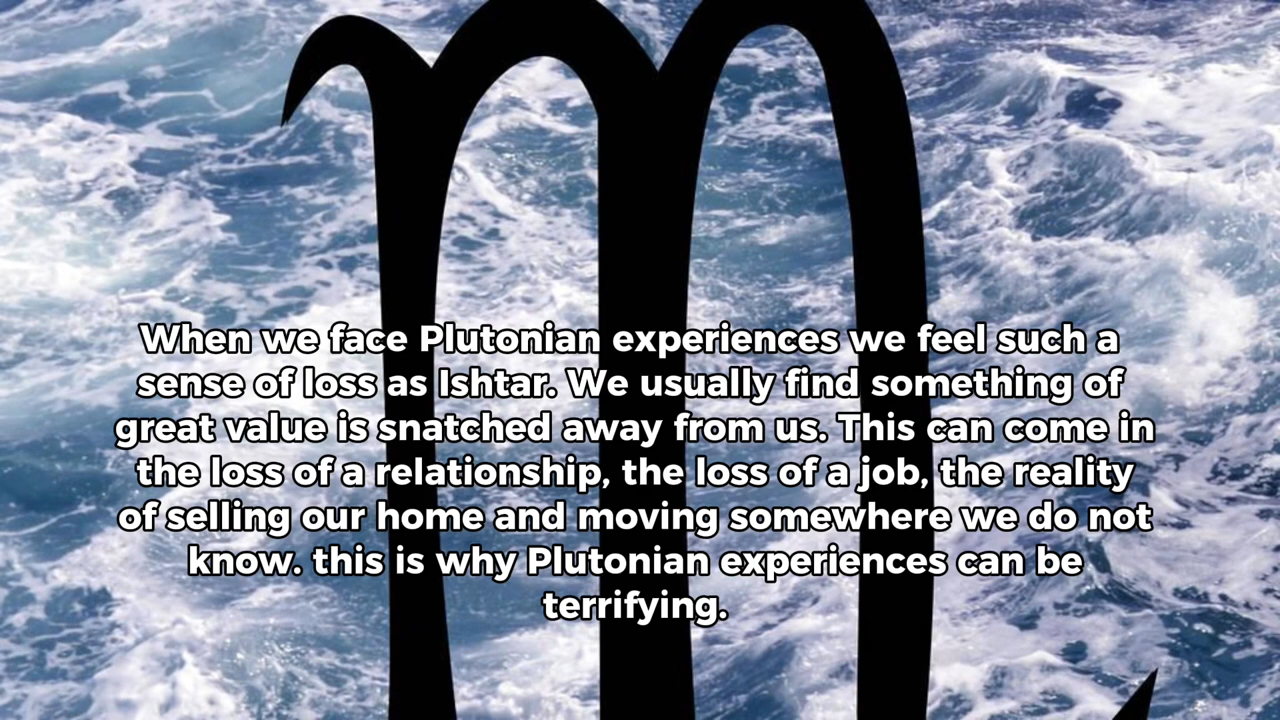 When we face Plutonian experiences we feel such a
sense of loss as Ishtar. We usually find something of
great value is snatched away from us. This can come in
the loss of a relationship, the loss of a job, the reality
of selling our home and moving somewhere we do not
know. this is why Plutonian experiences can be
terrifying.